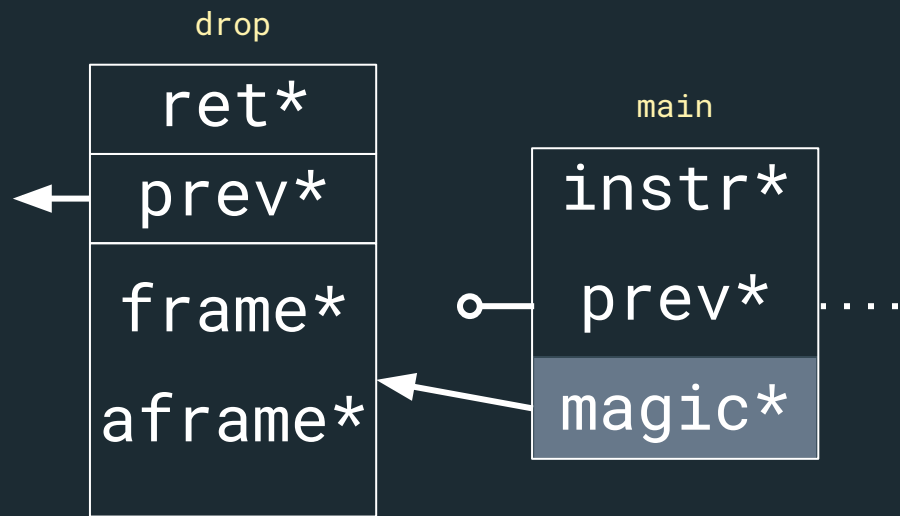 drop
ret*
prev*
frame*
aframe*
main
instr*
prev*
magic*